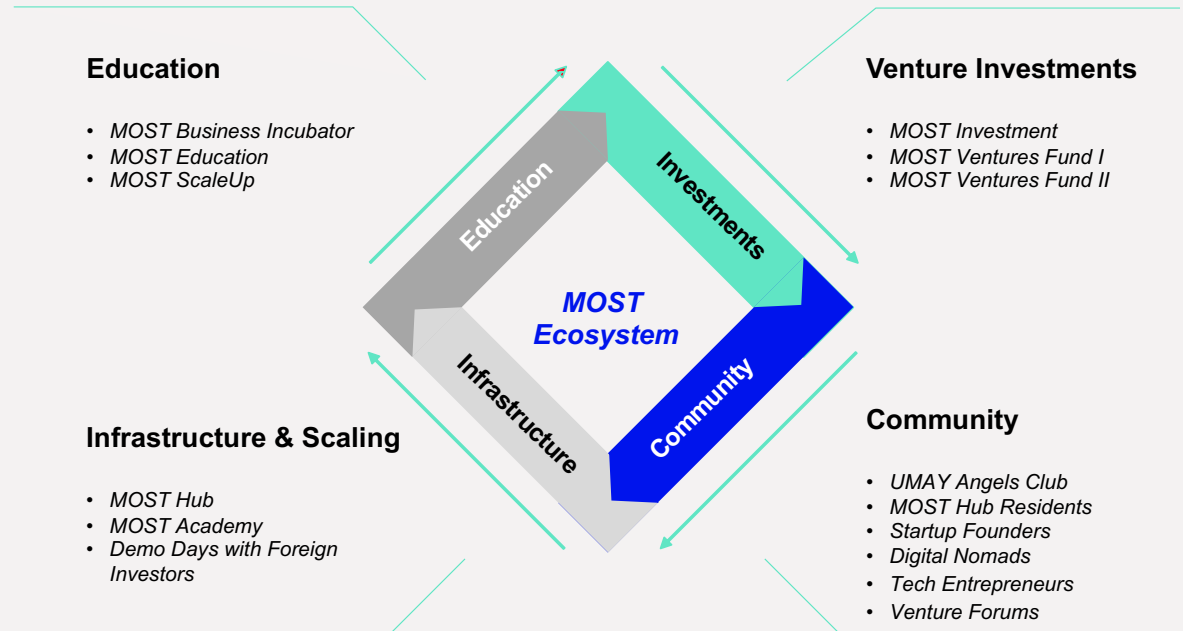 Education
• MOST Business Incubator
• MOST Education
• MOST ScaleUp
Venture Investments
• MOST Investment
• MOST Ventures Fund I
• MOST Ventures Fund II
Education
Investments
MOST
Ecosystem
Infrastructure
Community
Infrastructure & Scaling
• MOST Hub
• MOST Academy
• Demo Days with Foreign
Investors
Community
• UMAY Angels Club
• MOST Hub Residents
• Startup Founders
• Digital Nomads
• Tech Entrepreneurs
• Venture Forums